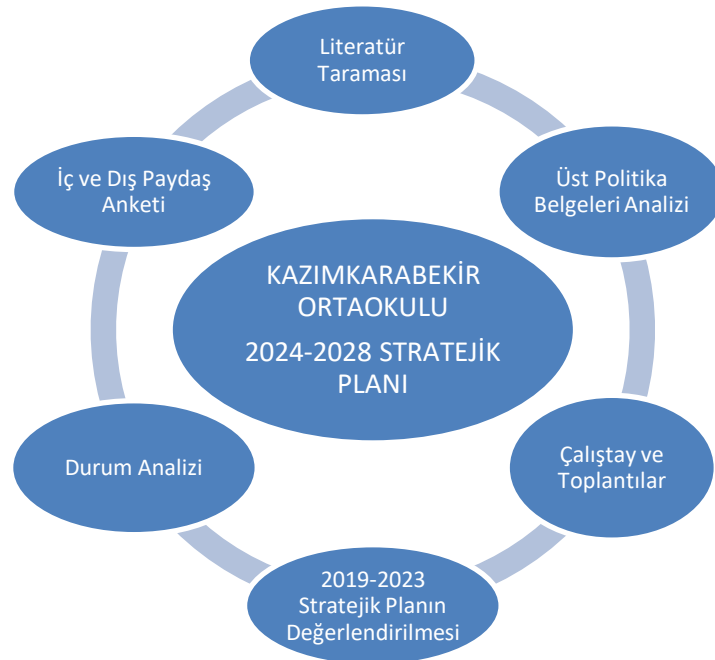 Literatür
Taraması
Üst Politika
Belgeleri Analizi
Çalıştay ve
Toplantılar
2019-2023
Stratejik Planın
Değerlendirilmesi
Durum Analizi
İç ve Dış Paydaş
Anketi
KAZIMKARABEKİR
ORTAOKULU
2024-2028 STRATEJİK
PLANI